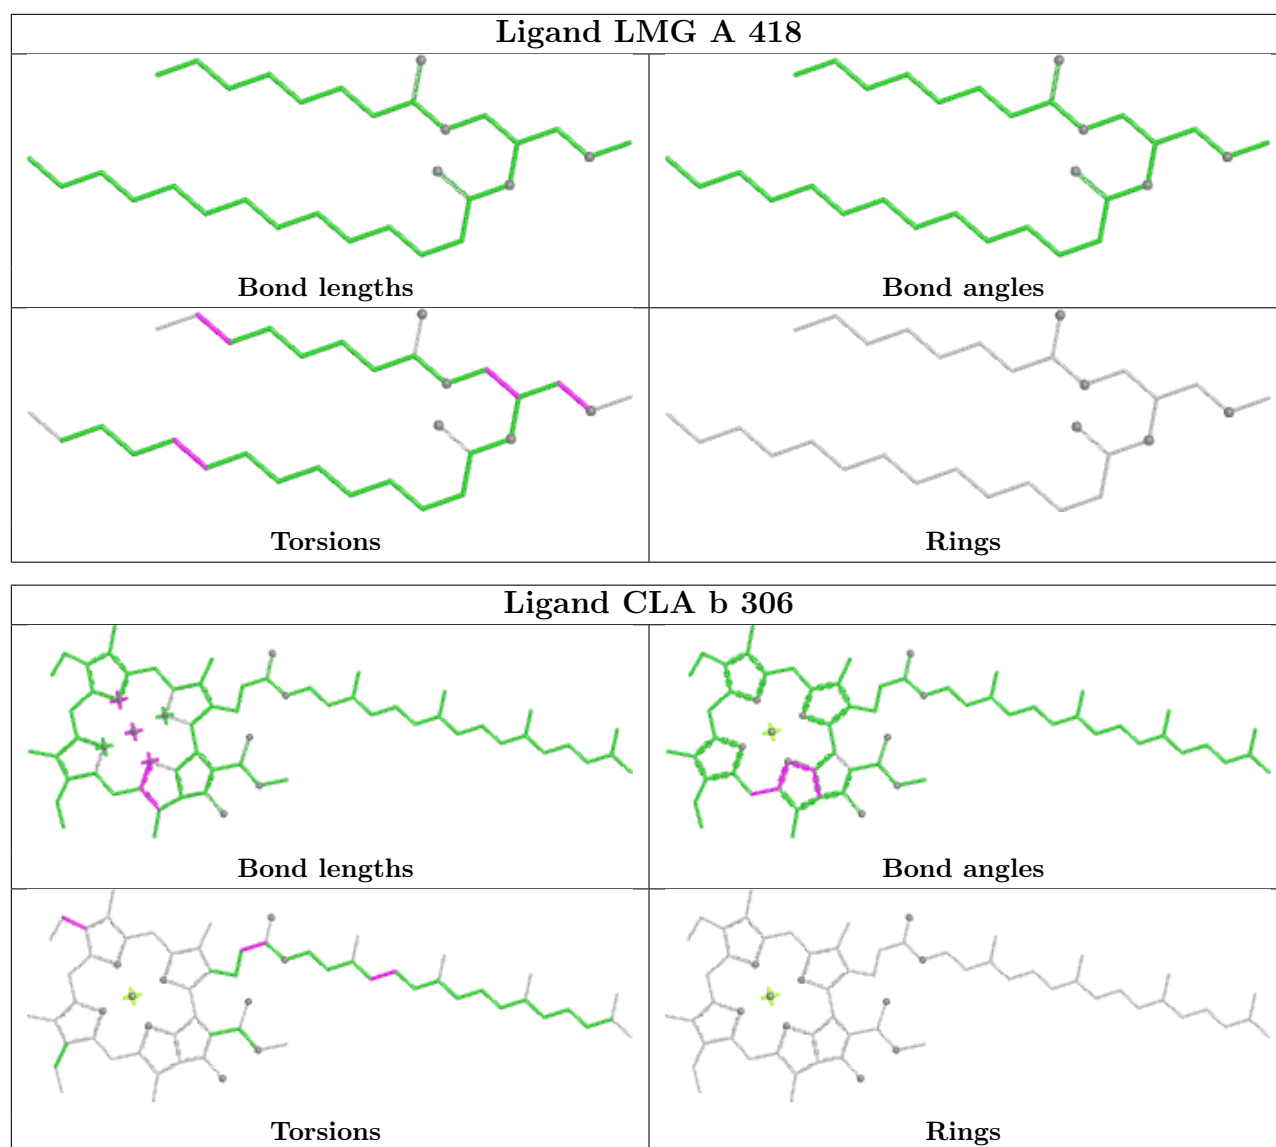 Ligand LMG A 418
Bond lengths
Bond angles
Torsions
Rings
Ligand CLA b 306
Bond lengths
Bond angles
Torsions
Rings